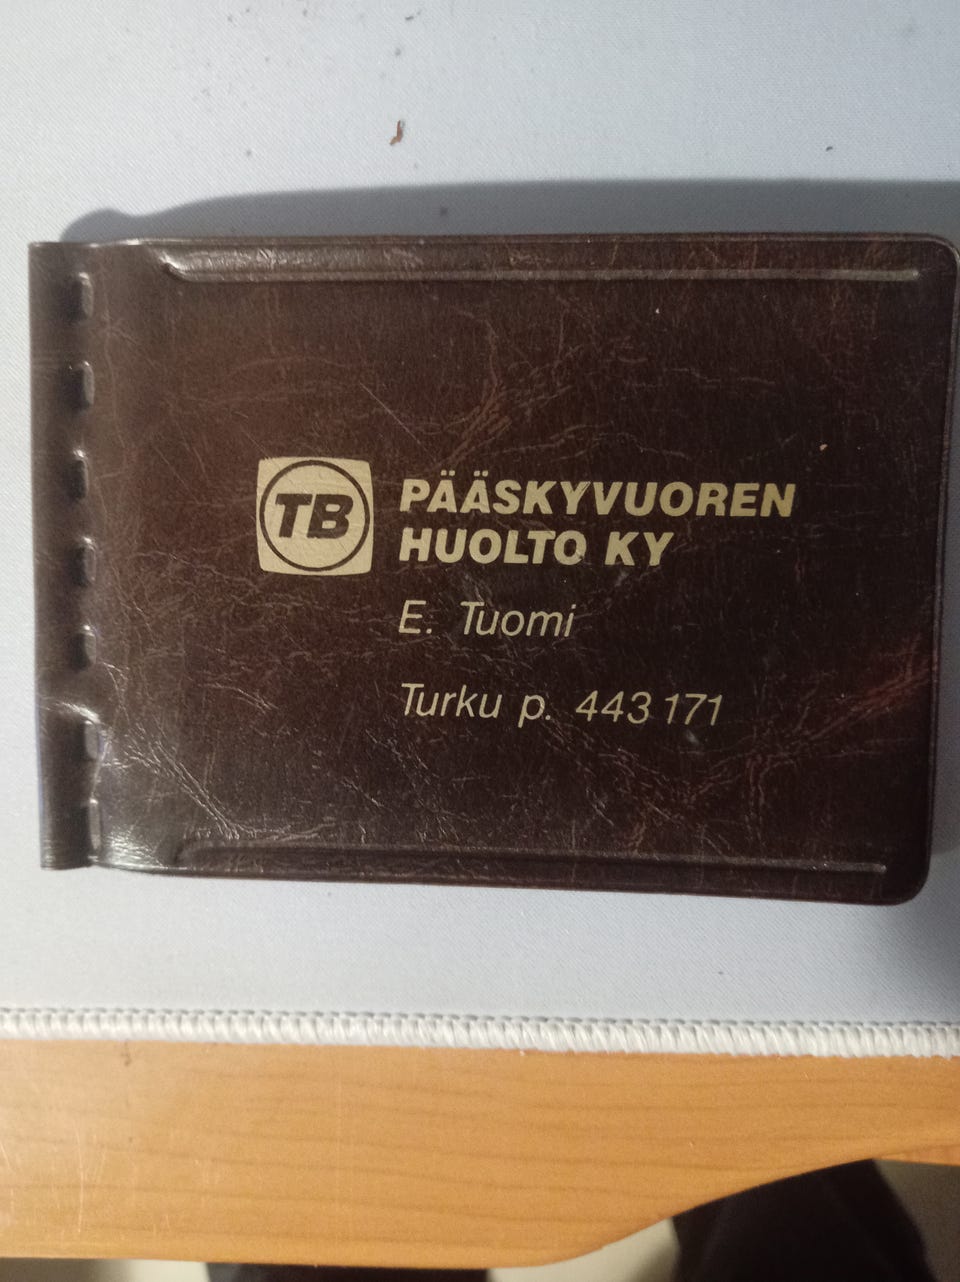 TB
PÄÄSKYVUOREN
HUOLTO KY
E. Tuomi
Turku p. 443 171